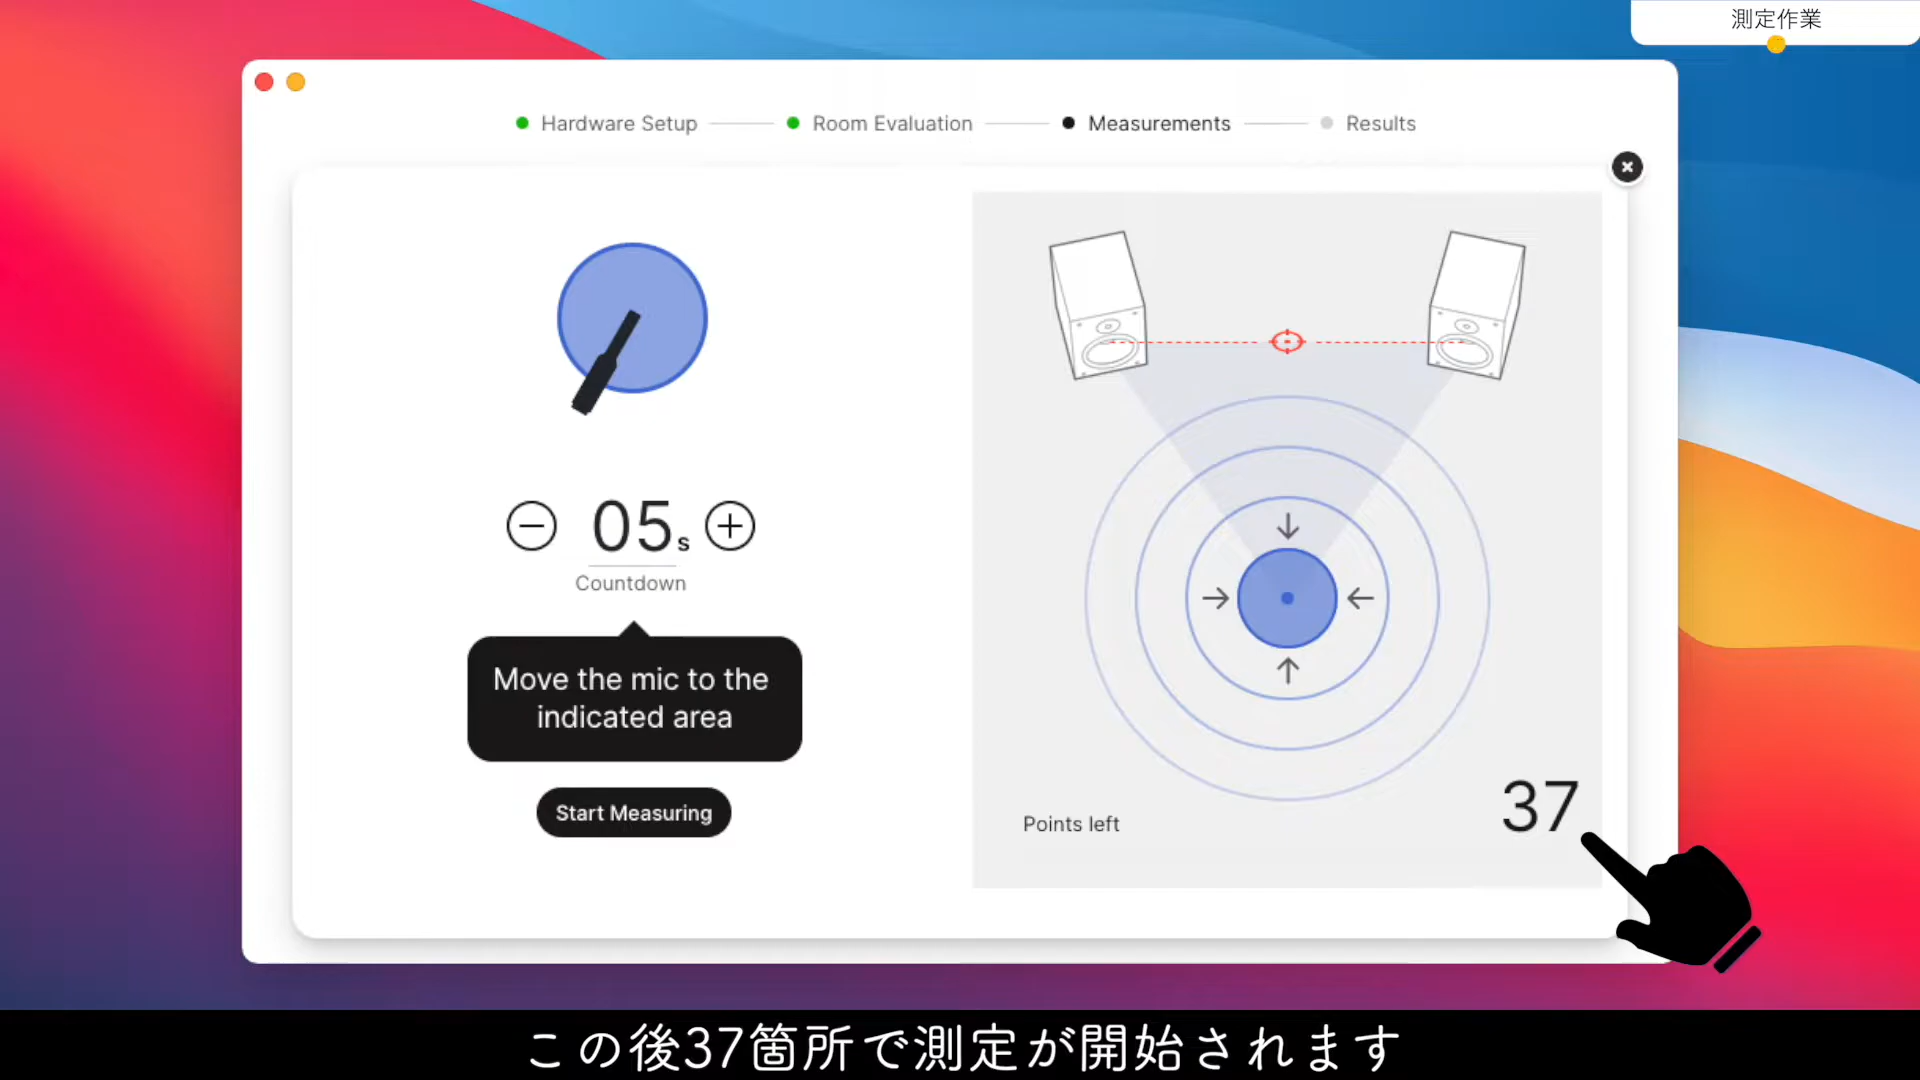 測定作業
Hardware Setup
Room Evaluation
Measurements
Results
05s
Countdown
Move the mic to the
indicated area
Start Measuring
Points left
37
この後37箇所で測定が開始されます